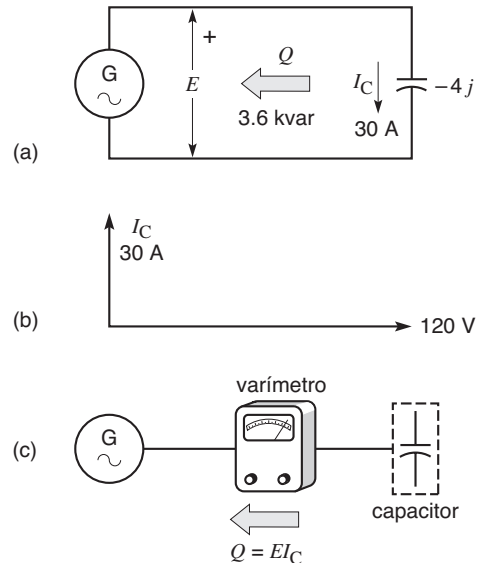 G
+
E
Q
3.6 kvar
I_C
30 A
−4 j
(a)
I_C
30 A
120 V
(b)
varímetro
G
(c)
capacitor
Q = EI_C